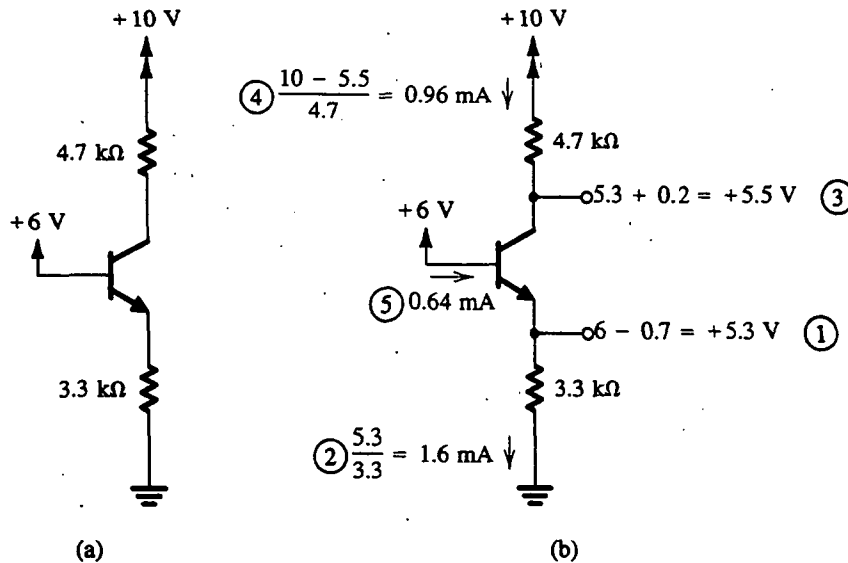 +10 V
4.7 kΩ
+6 V
3.3 kΩ
(a)
+10 V
④ 10 − 5.5 / 4.7 = 0.96 mA ↓
4.7 kΩ
5.3 + 0.2 = +5.5 V ③
+6 V
→
⑤ 0.64 mA
6 − 0.7 = +5.3 V ①
3.3 kΩ
② 5.3 / 3.3 = 1.6 mA ↓
(b)